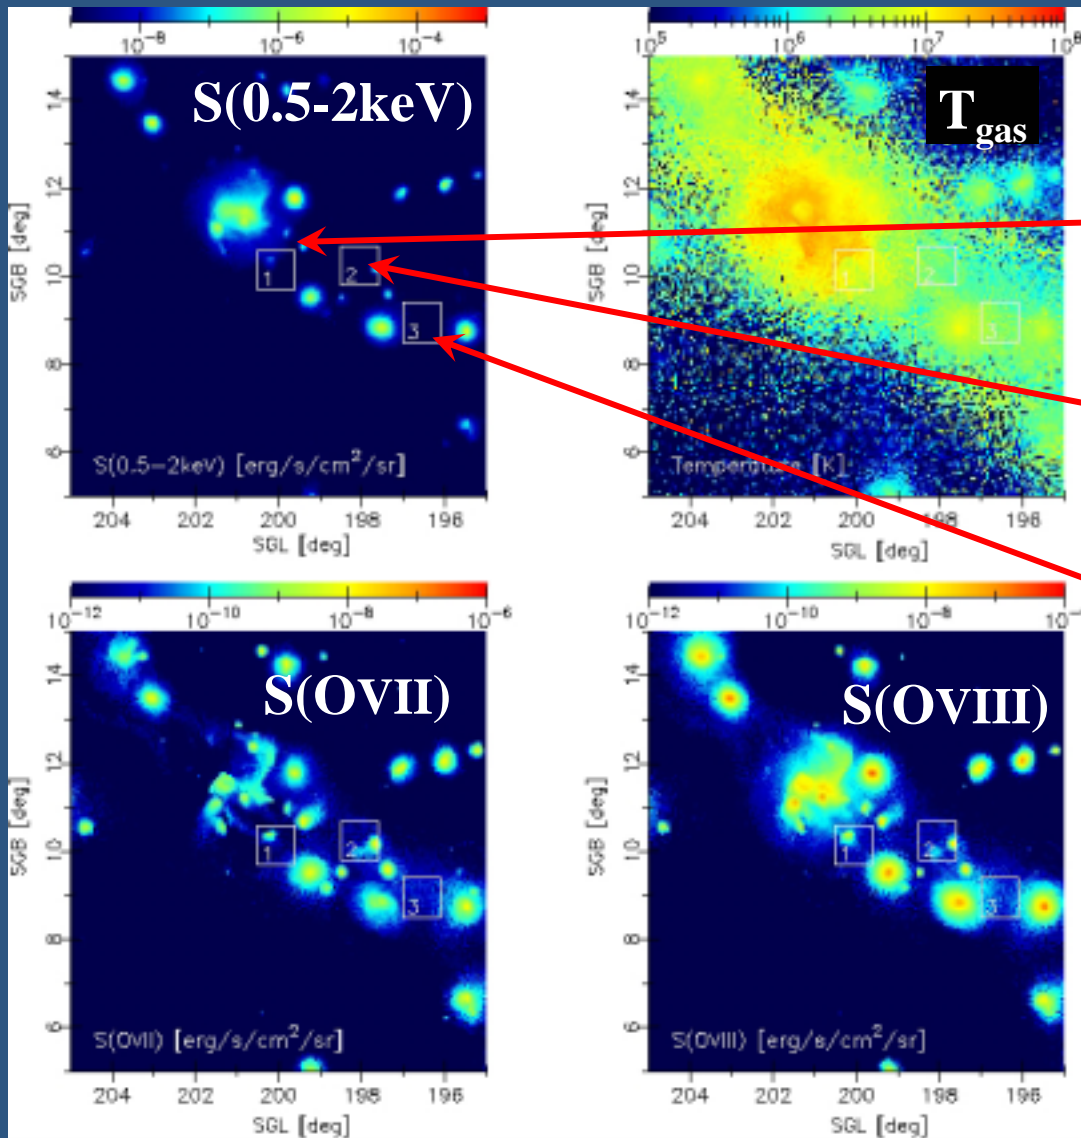 10⁻⁸ 10⁻⁶ 10⁻⁴
S(0.5-2keV)
14
12
10
8
6
SGB [deg]
1
2
3
S(0.5−2keV) [erg/s/cm²/sr]
204 202 200 198 196
SGL [deg]
10⁵ 10⁶ 10⁷ 10⁸
T_gas
14
12
10
8
6
SGB [deg]
1
2
3
Temperature [K]
204 202 200 198 196
SGL [deg]
10⁻¹² 10⁻¹⁰ 10⁻⁸ 10⁻⁶
S(OVII)
14
12
10
8
6
SGB [deg]
1
2
3
S(OVII) [erg/s/cm²/sr]
204 202 200 198 196
SGL [deg]
10⁻¹² 10⁻¹⁰ 10⁻⁸
S(OVIII)
14
12
10
8
6
SGB [deg]
1
2
3
S(OVIII) [erg/s/cm²/sr]
204 202 200 198 196
SGL [deg]